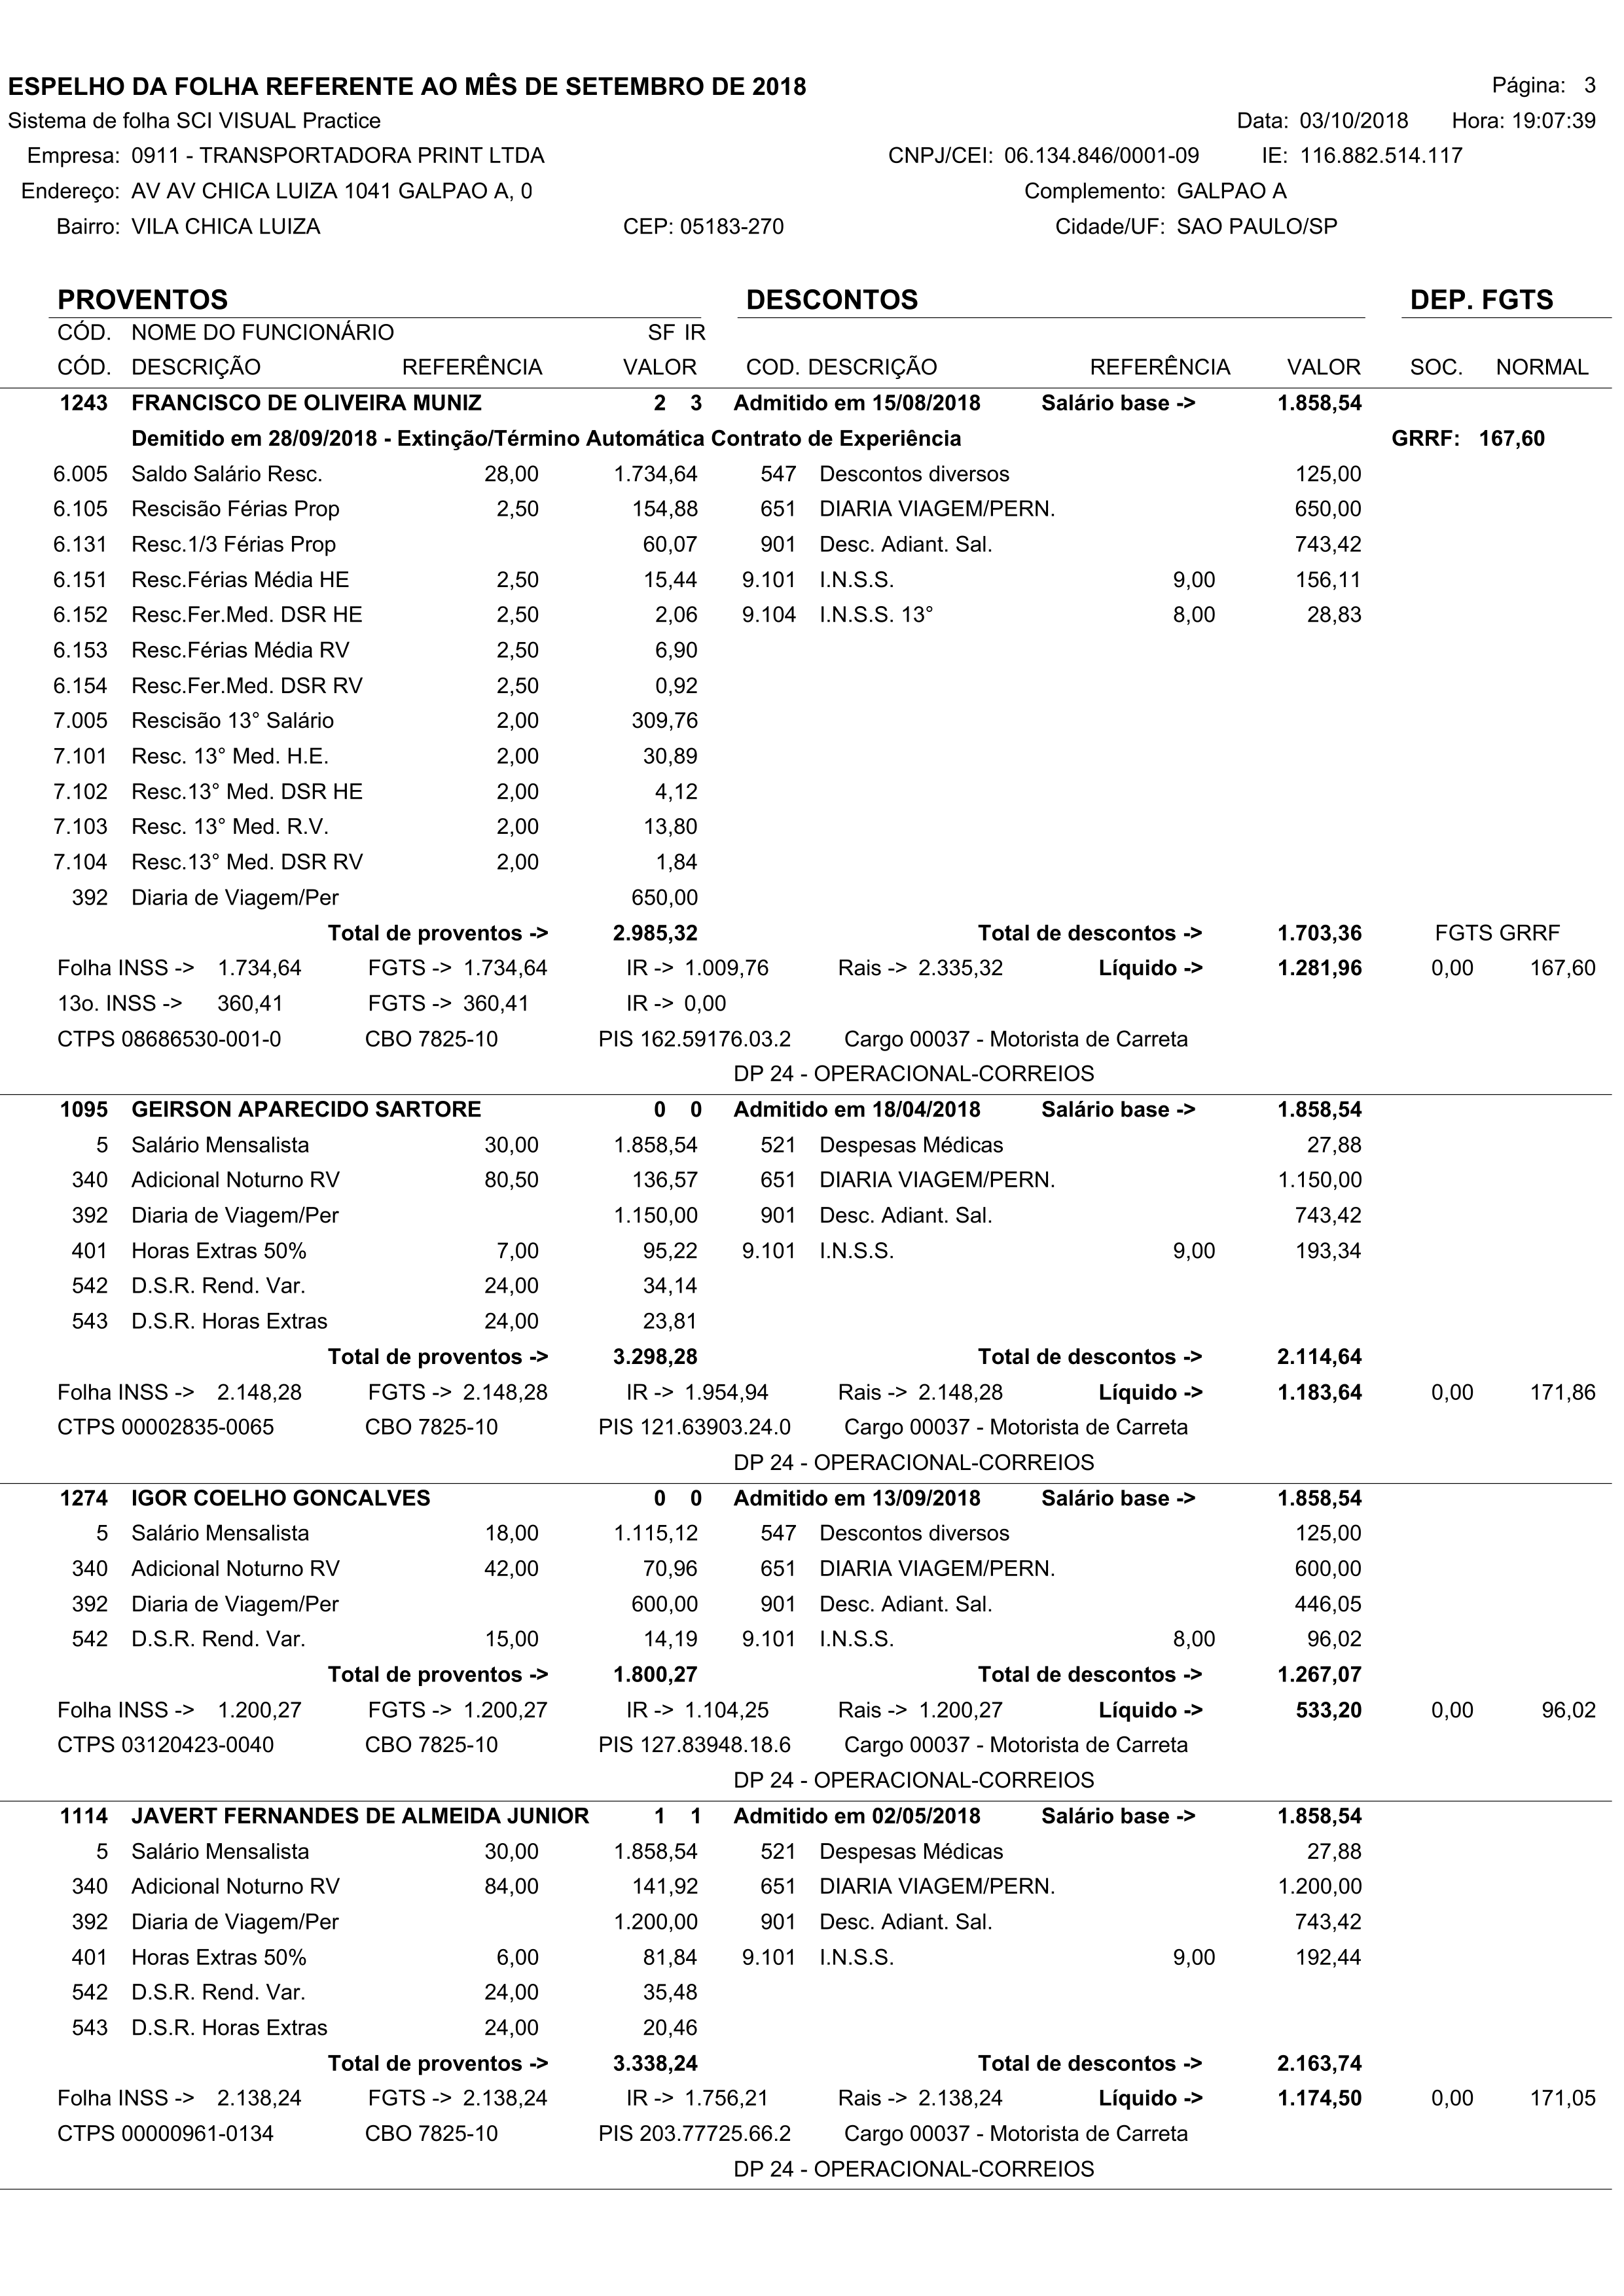 ESPELHO DA FOLHA REFERENTE AO MÊS DE SETEMBRO DE 2018 Página: 3
Sistema de folha SCI VISUAL Practice Data: 03/10/2018 Hora: 19:07:39
Empresa: 0911 - TRANSPORTADORA PRINT LTDA CNPJ/CEI: 06.134.846/0001-09 IE: 116.882.514.117
Endereço: AV AV CHICA LUIZA 1041 GALPAO A, 0 Complemento: GALPAO A
Bairro: VILA CHICA LUIZA CEP: 05183-270 Cidade/UF: SAO PAULO/SP
PROVENTOS DESCONTOS DEP. FGTS
CÓD. NOME DO FUNCIONÁRIO SF IR
CÓD. DESCRIÇÃO REFERÊNCIA VALOR COD. DESCRIÇÃO REFERÊNCIA VALOR SOC. NORMAL
1243 FRANCISCO DE OLIVEIRA MUNIZ 2 3 Admitido em 15/08/2018 Salário base -> 1.858,54
Demitido em 28/09/2018 - Extinção/Término Automática Contrato de Experiência GRRF: 167,60
6.005 Saldo Salário Resc. 28,00 1.734,64 547 Descontos diversos 125,00
6.105 Rescisão Férias Prop 2,50 154,88 651 DIARIA VIAGEM/PERN. 650,00
6.131 Resc.1/3 Férias Prop 60,07 901 Desc. Adiant. Sal. 743,42
6.151 Resc.Férias Média HE 2,50 15,44 9.101 I.N.S.S. 9,00 156,11
6.152 Resc.Fer.Med. DSR HE 2,50 2,06 9.104 I.N.S.S. 13° 8,00 28,83
6.153 Resc.Férias Média RV 2,50 6,90
6.154 Resc.Fer.Med. DSR RV 2,50 0,92
7.005 Rescisão 13° Salário 2,00 309,76
7.101 Resc. 13° Med. H.E. 2,00 30,89
7.102 Resc.13° Med. DSR HE 2,00 4,12
7.103 Resc. 13° Med. R.V. 2,00 13,80
7.104 Resc.13° Med. DSR RV 2,00 1,84
392 Diaria de Viagem/Per 650,00
Total de proventos -> 2.985,32 Total de descontos -> 1.703,36 FGTS GRRF
Folha INSS -> 1.734,64 FGTS -> 1.734,64 IR -> 1.009,76 Rais -> 2.335,32 Líquido -> 1.281,96 0,00 167,60
13o. INSS -> 360,41 FGTS -> 360,41 IR -> 0,00
CTPS 08686530-001-0 CBO 7825-10 PIS 162.59176.03.2 Cargo 00037 - Motorista de Carreta
DP 24 - OPERACIONAL-CORREIOS
1095 GEIRSON APARECIDO SARTORE 0 0 Admitido em 18/04/2018 Salário base -> 1.858,54
5 Salário Mensalista 30,00 1.858,54 521 Despesas Médicas 27,88
340 Adicional Noturno RV 80,50 136,57 651 DIARIA VIAGEM/PERN. 1.150,00
392 Diaria de Viagem/Per 1.150,00 901 Desc. Adiant. Sal. 743,42
401 Horas Extras 50% 7,00 95,22 9.101 I.N.S.S. 9,00 193,34
542 D.S.R. Rend. Var. 24,00 34,14
543 D.S.R. Horas Extras 24,00 23,81
Total de proventos -> 3.298,28 Total de descontos -> 2.114,64
Folha INSS -> 2.148,28 FGTS -> 2.148,28 IR -> 1.954,94 Rais -> 2.148,28 Líquido -> 1.183,64 0,00 171,86
CTPS 00002835-0065 CBO 7825-10 PIS 121.63903.24.0 Cargo 00037 - Motorista de Carreta
DP 24 - OPERACIONAL-CORREIOS
1274 IGOR COELHO GONCALVES 0 0 Admitido em 13/09/2018 Salário base -> 1.858,54
5 Salário Mensalista 18,00 1.115,12 547 Descontos diversos 125,00
340 Adicional Noturno RV 42,00 70,96 651 DIARIA VIAGEM/PERN. 600,00
392 Diaria de Viagem/Per 600,00 901 Desc. Adiant. Sal. 446,05
542 D.S.R. Rend. Var. 15,00 14,19 9.101 I.N.S.S. 8,00 96,02
Total de proventos -> 1.800,27 Total de descontos -> 1.267,07
Folha INSS -> 1.200,27 FGTS -> 1.200,27 IR -> 1.104,25 Rais -> 1.200,27 Líquido -> 533,20 0,00 96,02
CTPS 03120423-0040 CBO 7825-10 PIS 127.83948.18.6 Cargo 00037 - Motorista de Carreta
DP 24 - OPERACIONAL-CORREIOS
1114 JAVERT FERNANDES DE ALMEIDA JUNIOR 1 1 Admitido em 02/05/2018 Salário base -> 1.858,54
5 Salário Mensalista 30,00 1.858,54 521 Despesas Médicas 27,88
340 Adicional Noturno RV 84,00 141,92 651 DIARIA VIAGEM/PERN. 1.200,00
392 Diaria de Viagem/Per 1.200,00 901 Desc. Adiant. Sal. 743,42
401 Horas Extras 50% 6,00 81,84 9.101 I.N.S.S. 9,00 192,44
542 D.S.R. Rend. Var. 24,00 35,48
543 D.S.R. Horas Extras 24,00 20,46
Total de proventos -> 3.338,24 Total de descontos -> 2.163,74
Folha INSS -> 2.138,24 FGTS -> 2.138,24 IR -> 1.756,21 Rais -> 2.138,24 Líquido -> 1.174,50 0,00 171,05
CTPS 00000961-0134 CBO 7825-10 PIS 203.77725.66.2 Cargo 00037 - Motorista de Carreta
DP 24 - OPERACIONAL-CORREIOS